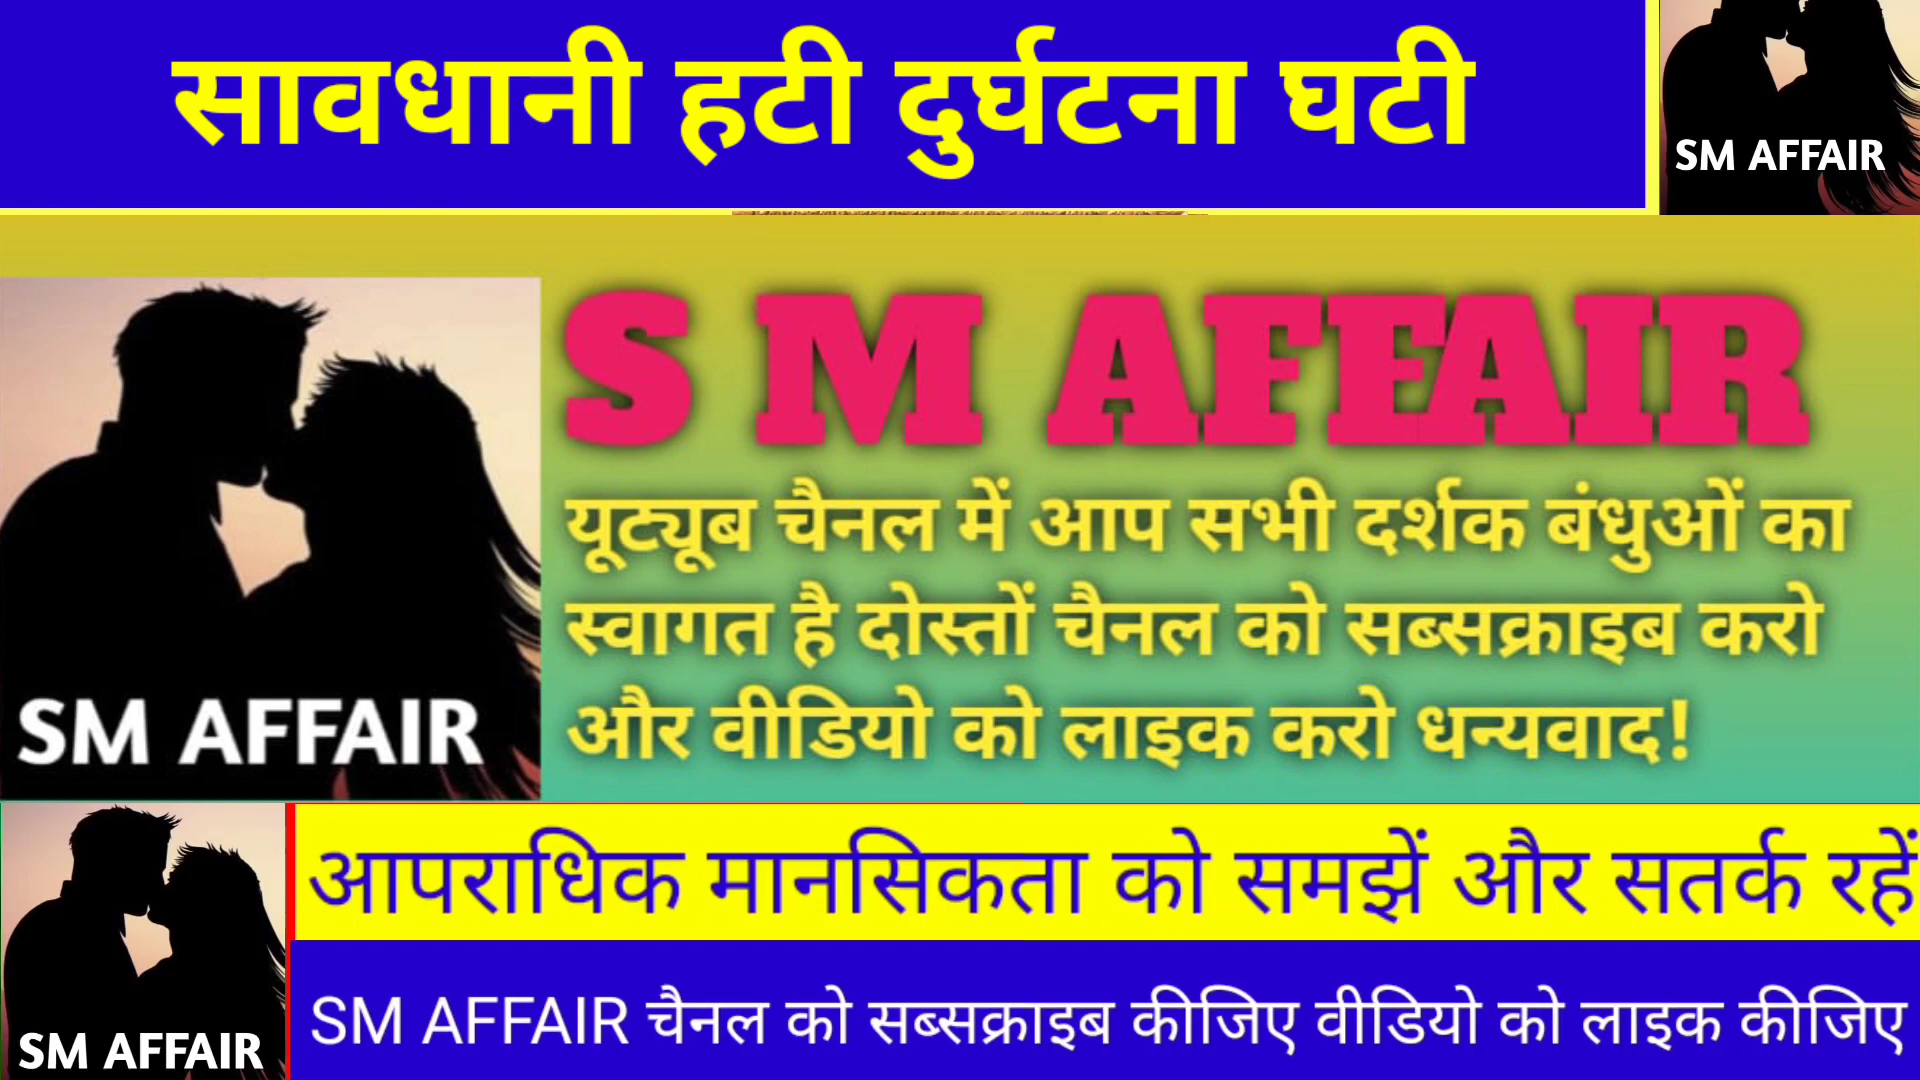 सावधानी हटी दुर्घटना घटी
SM AFFAIR
S M AFFAIR
यूट्यूब चैनल में आप सभी दर्शक बंधुओं का
स्वागत है दोस्तों चैनल को सब्सक्राइब करो
और वीडियो को लाइक करो धन्यवाद!
SM AFFAIR
आपराधिक मानसिकता को समझें और सतर्क रहें
SM AFFAIR चैनल को सब्सक्राइब कीजिए वीडियो को लाइक कीजिए
SM AFFAIR